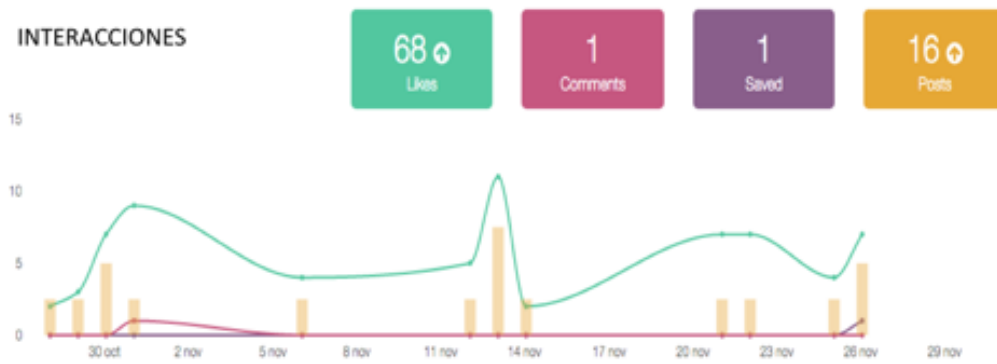 INTERACCIONES
68 1 1 16
Likes Comments Saved Posts
15
10
5
0
30 oct 2 nov 5 nov 8 nov 11 nov 14 nov 17 nov 20 nov 23 nov 26 nov 29 nov